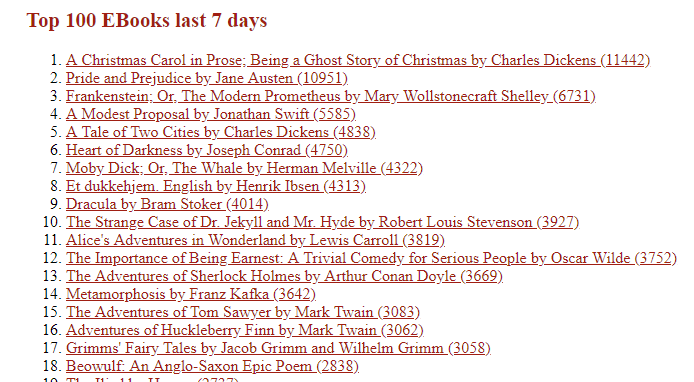 Top 100 EBooks last 7 days
1. A Christmas Carol in Prose; Being a Ghost Story of Christmas by Charles Dickens (11442)
2. Pride and Prejudice by Jane Austen (10951)
3. Frankenstein; Or, The Modern Prometheus by Mary Wollstonecraft Shelley (6731)
4. A Modest Proposal by Jonathan Swift (5585)
5. A Tale of Two Cities by Charles Dickens (4838)
6. Heart of Darkness by Joseph Conrad (4750)
7. Moby Dick; Or, The Whale by Herman Melville (4322)
8. Et dukkehjem. English by Henrik Ibsen (4313)
9. Dracula by Bram Stoker (4014)
10. The Strange Case of Dr. Jekyll and Mr. Hyde by Robert Louis Stevenson (3927)
11. Alice's Adventures in Wonderland by Lewis Carroll (3819)
12. The Importance of Being Earnest: A Trivial Comedy for Serious People by Oscar Wilde (3752)
13. The Adventures of Sherlock Holmes by Arthur Conan Doyle (3669)
14. Metamorphosis by Franz Kafka (3642)
15. The Adventures of Tom Sawyer by Mark Twain (3083)
16. Adventures of Huckleberry Finn by Mark Twain (3062)
17. Grimms' Fairy Tales by Jacob Grimm and Wilhelm Grimm (3058)
18. Beowulf: An Anglo-Saxon Epic Poem (2838)